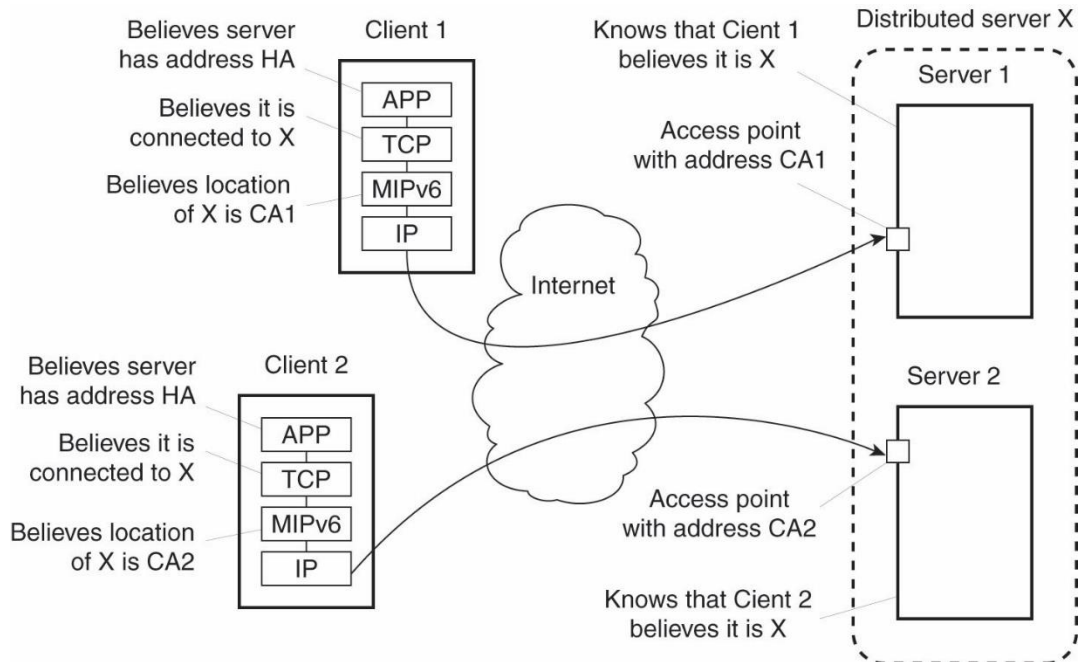 Believes server
has address HA
Believes it is
connected to X
Believes location
of X is CA1
Client 1
APP
TCP
MIPv6
IP
Internet
Knows that Cient 1
believes it is X
Access point
with address CA1
Distributed server X
Server 1
Believes server
has address HA
Believes it is
connected to X
Believes location
of X is CA2
Client 2
APP
TCP
MIPv6
IP
Server 2
Access point
with address CA2
Knows that Cient 2
believes it is X